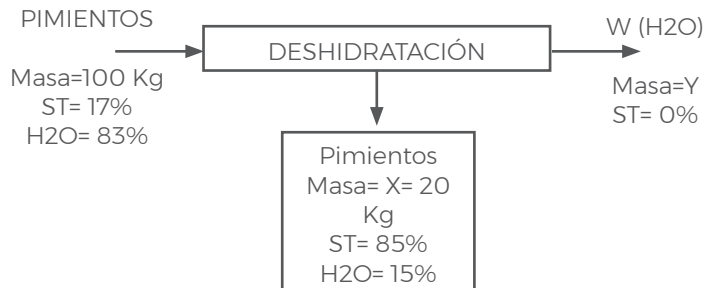 PIMIENTOS
Masa=100 Kg
ST= 17%
H2O= 83%
DESHIDRATACIÓN
W (H2O)
Masa=Y
ST= 0%
Pimientos
Masa= X= 20
Kg
ST= 85%
H2O= 15%